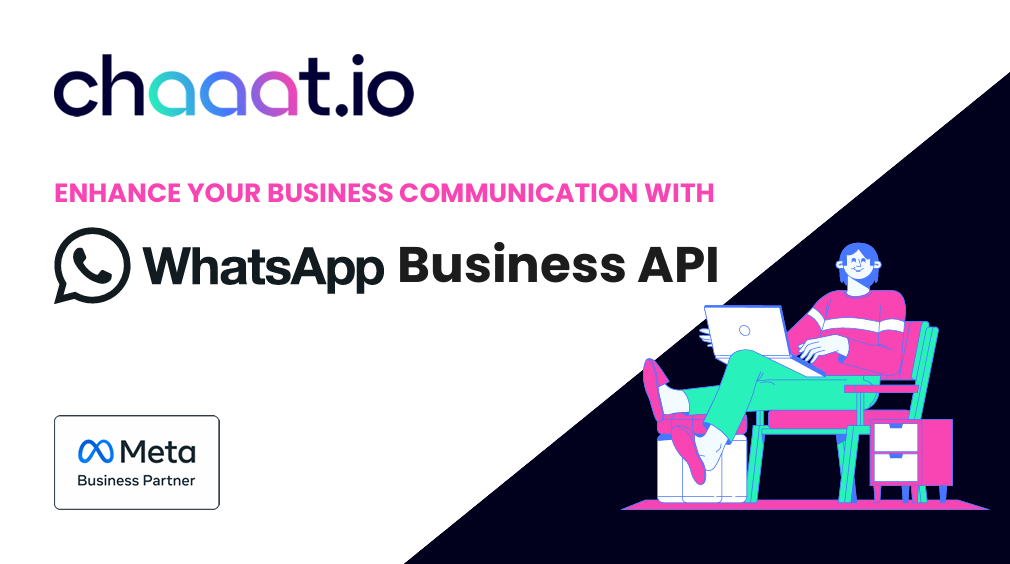 chaaat.io
ENHANCE YOUR BUSINESS COMMUNICATION WITH
WhatsApp Business API
Meta
Business Partner